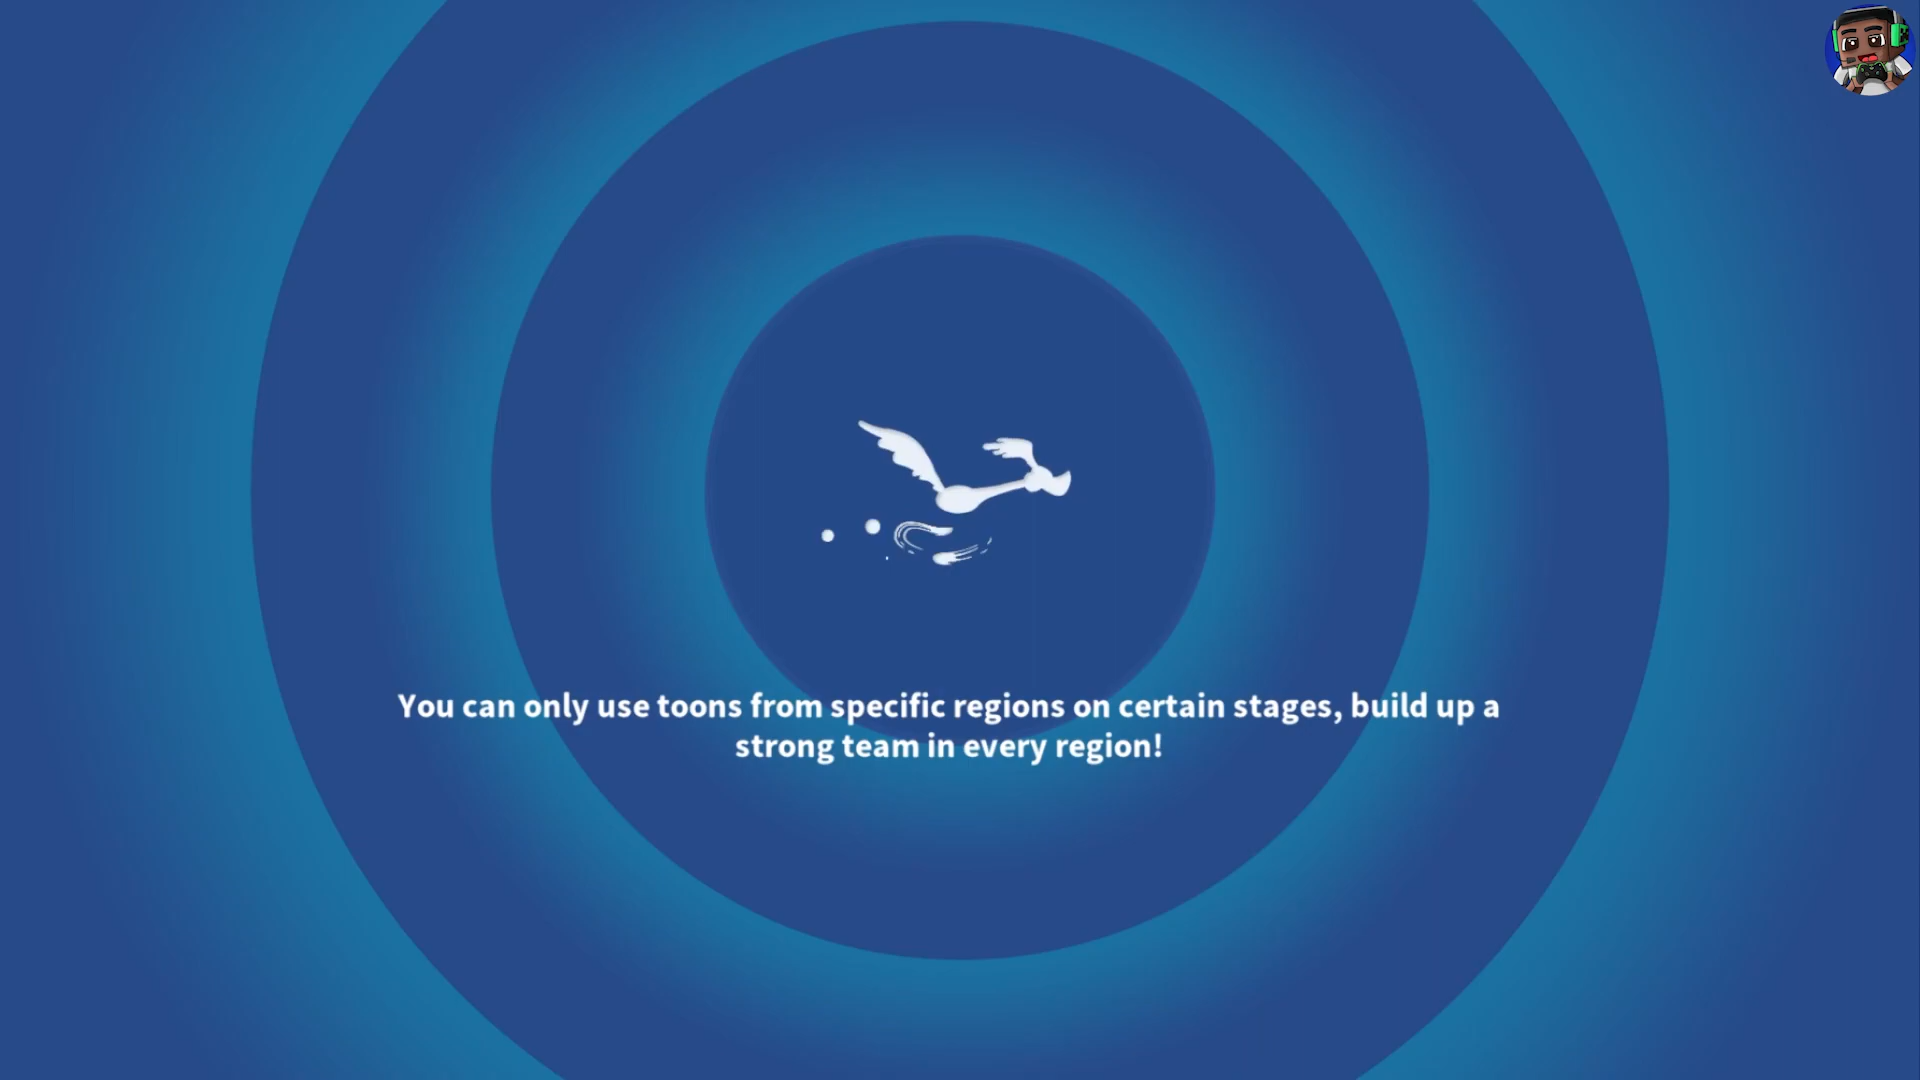 You can only use toons from specific regions on certain stages, build up a
strong team in every region!